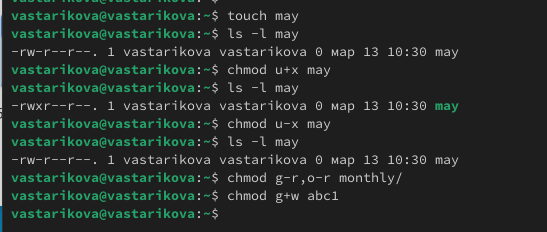 vastarikova@vastarikova:~$ touch may
vastarikova@vastarikova:~$ ls -l may
-rw-r--r--. 1 vastarikova vastarikova 0 мар 13 10:30 may
vastarikova@vastarikova:~$ chmod u+x may
vastarikova@vastarikova:~$ ls -l may
-rwxr--r--. 1 vastarikova vastarikova 0 мар 13 10:30 may
vastarikova@vastarikova:~$ chmod u-x may
vastarikova@vastarikova:~$ ls -l may
-rw-r--r--. 1 vastarikova vastarikova 0 мар 13 10:30 may
vastarikova@vastarikova:~$ chmod g-r,o-r monthly/
vastarikova@vastarikova:~$ chmod g+w abc1
vastarikova@vastarikova:~$